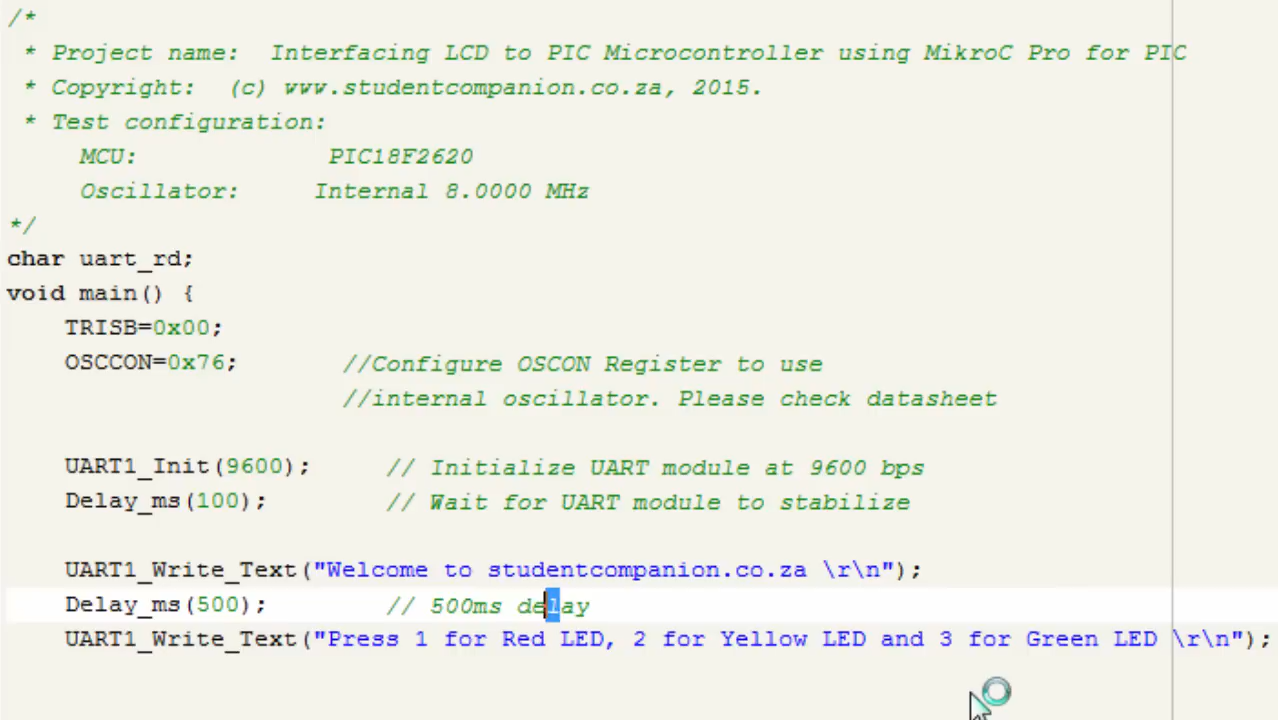 /*
* Project name: Interfacing LCD to PIC Microcontroller using MikroC Pro for PIC
* Copyright: (c) www.studentcompanion.co.za, 2015.
* Test configuration:
MCU: PIC18F2620
Oscillator: Internal 8.0000 MHz
*/
char uart_rd;
void main() {
TRISB=0x00;
OSCCON=0x76; //Configure OSCON Register to use
//internal oscillator. Please check datasheet
UART1_Init(9600); // Initialize UART module at 9600 bps
Delay_ms(100); // Wait for UART module to stabilize
UART1_Write_Text("Welcome to studentcompanion.co.za \r\n");
Delay_ms(500); // 500ms delay
UART1_Write_Text("Press 1 for Red LED, 2 for Yellow LED and 3 for Green LED \r\n");